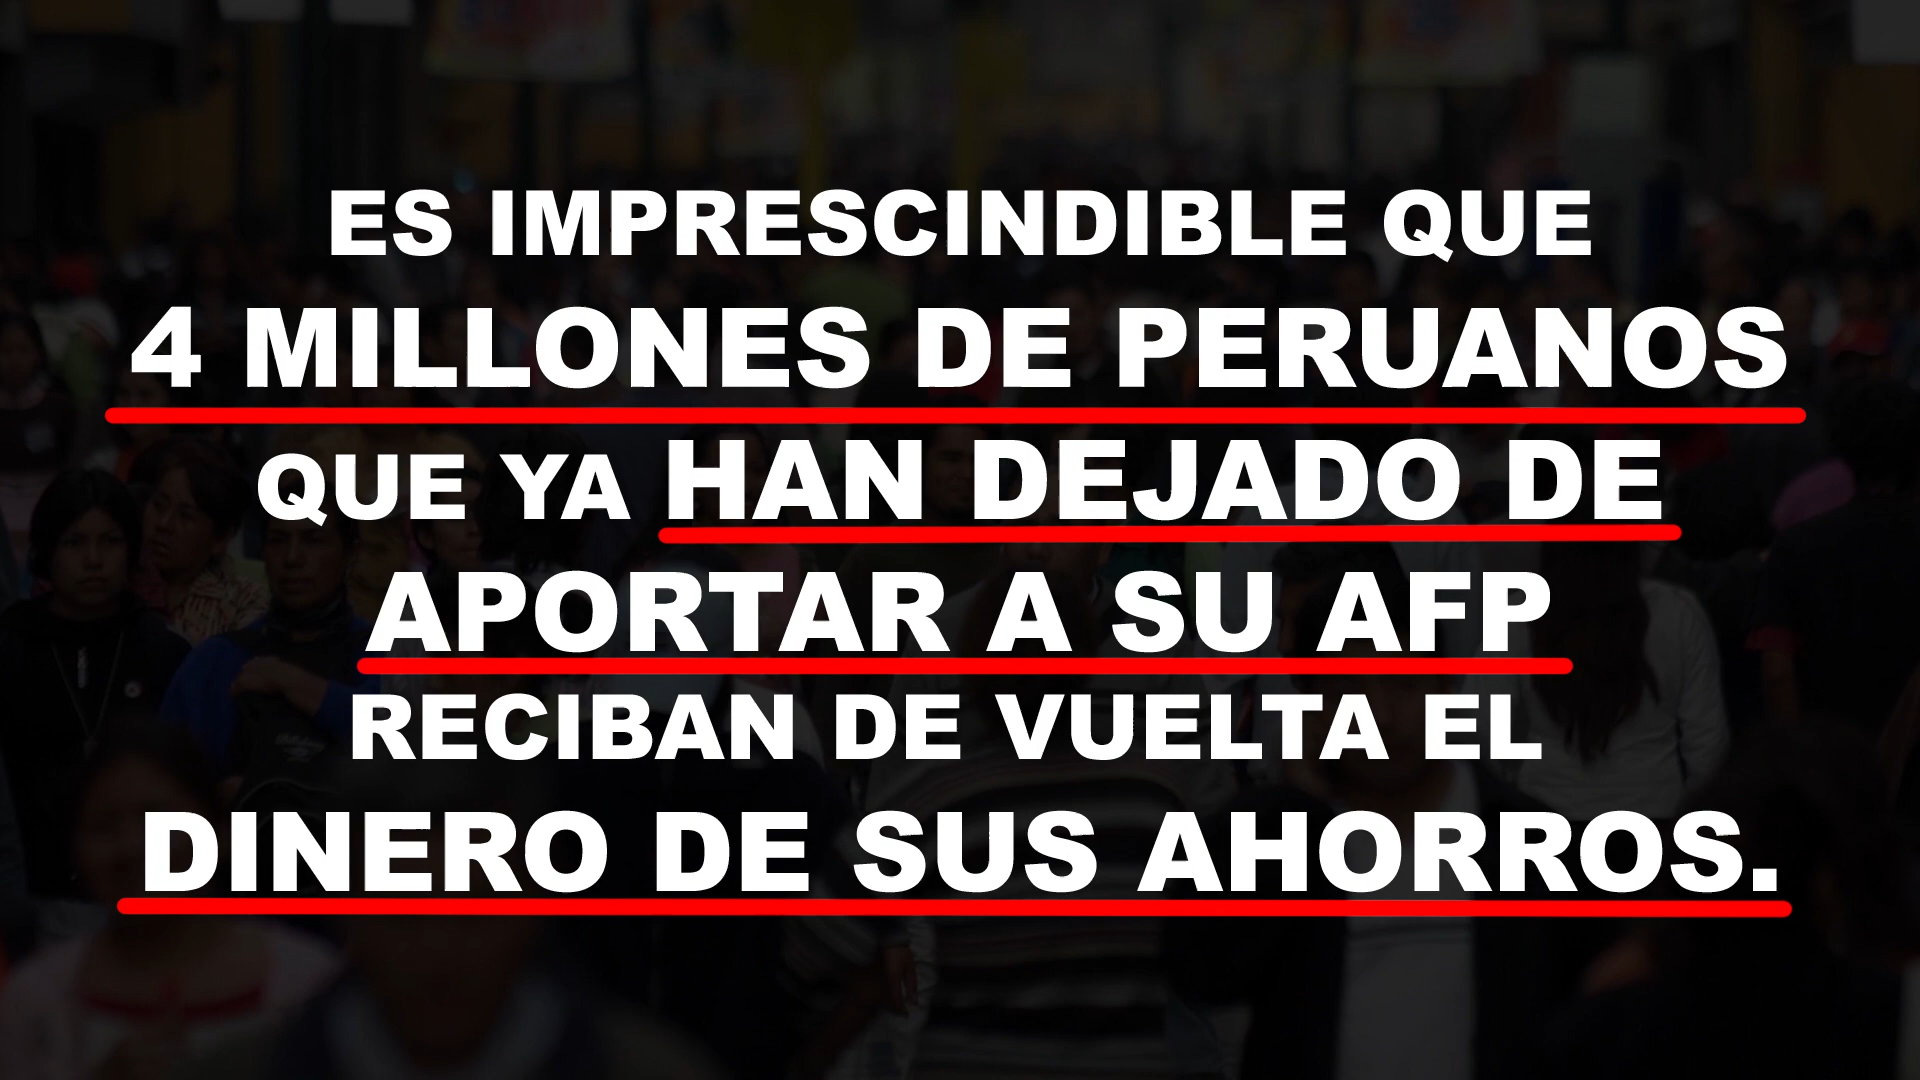 ES IMPRESCINDIBLE QUE
4 MILLONES DE PERUANOS
QUE YA HAN DEJADO DE
APORTAR A SU AFP
RECIBAN DE VUELTA EL
DINERO DE SUS AHORROS.